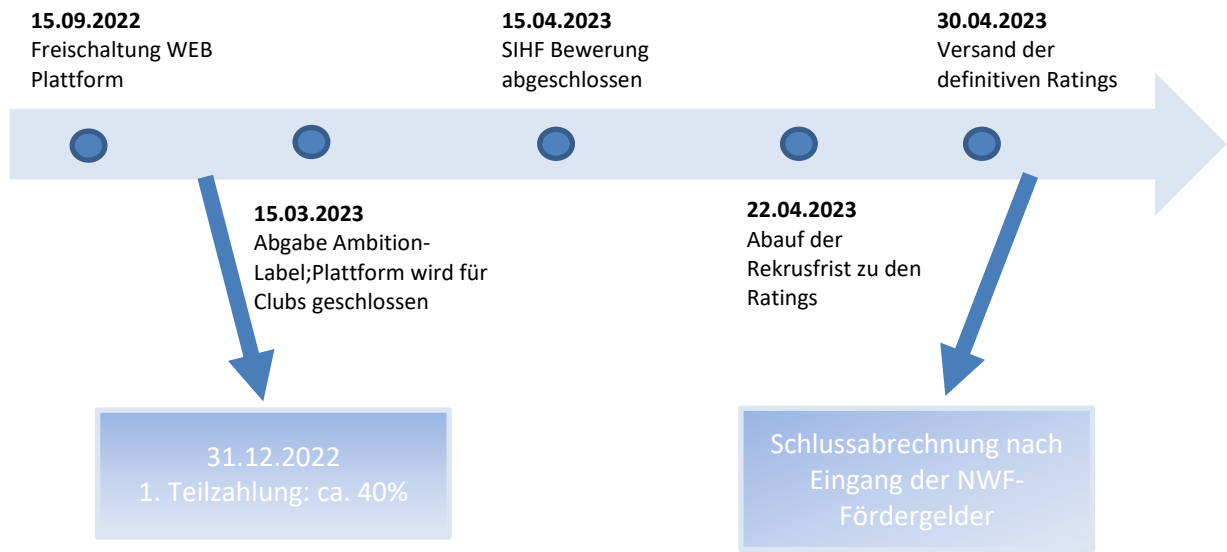 15.09.2022
Freischaltung WEB
Plattform
15.04.2023
SIHF Bewerung
abgeschlossen
30.04.2023
Versand der
definitiven Ratings
15.03.2023
Abgabe Ambition-
Label;Plattform wird für
Clubs geschlossen
22.04.2023
Abauf der
Rekrusfrist zu den
Ratings
31.12.2022
1. Teilzahlung: ca. 40%
Schlussabrechnung nach
Eingang der NWF-
Fördergelder